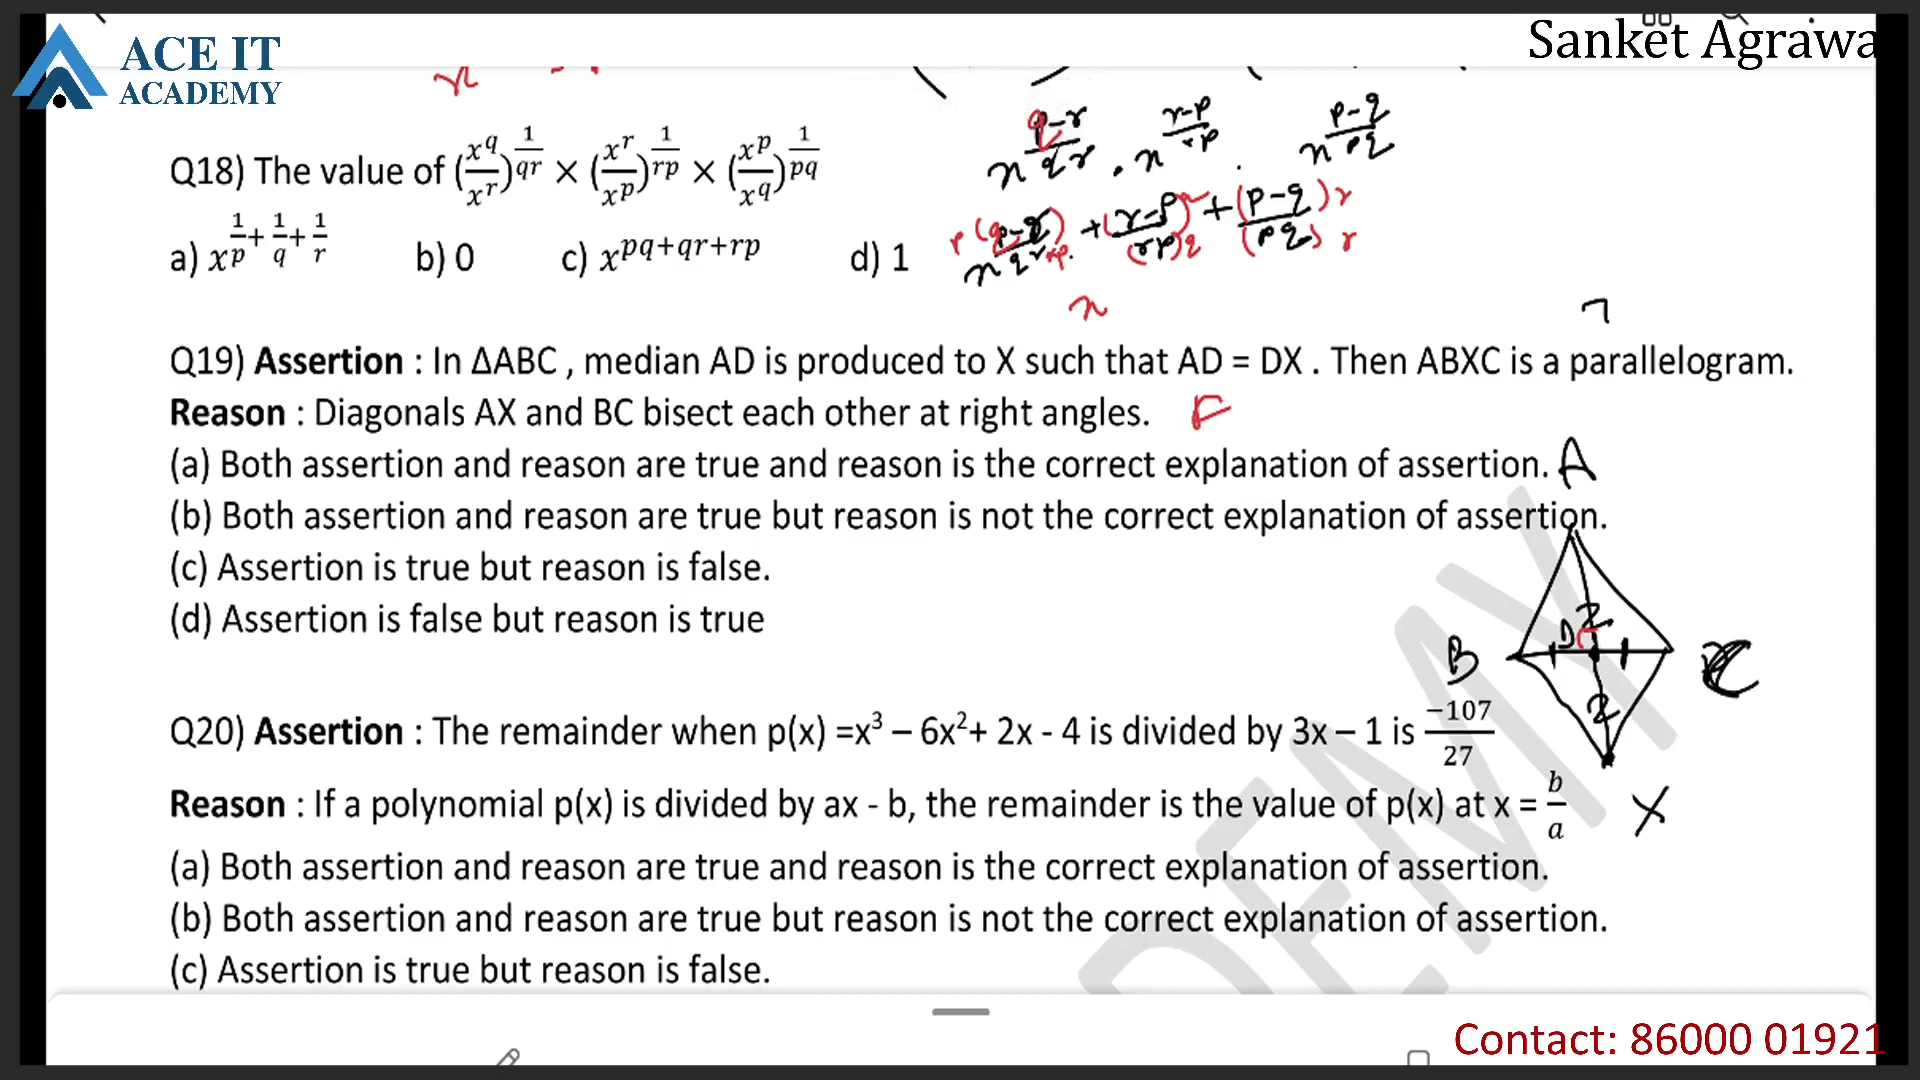 ACE IT
ACADEMY
Sanket Agrawa
Q18) The value of (x^q/x^r)^(1/qr) × (x^r/x^p)^(1/rp) × (x^p/x^q)^(1/pq)
a) x^(1/p + 1/q + 1/r) b) 0 c) x^(pq+qr+rp) d) 1
Q19) Assertion : In ΔABC , median AD is produced to X such that AD = DX . Then ABXC is a parallelogram.
Reason : Diagonals AX and BC bisect each other at right angles. F
(a) Both assertion and reason are true and reason is the correct explanation of assertion. A
(b) Both assertion and reason are true but reason is not the correct explanation of assertion.
(c) Assertion is true but reason is false.
(d) Assertion is false but reason is true
B D C
Q20) Assertion : The remainder when p(x) =x³ – 6x²+ 2x - 4 is divided by 3x – 1 is −107/27
Reason : If a polynomial p(x) is divided by ax - b, the remainder is the value of p(x) at x = b/a X
(a) Both assertion and reason are true and reason is the correct explanation of assertion.
(b) Both assertion and reason are true but reason is not the correct explanation of assertion.
(c) Assertion is true but reason is false.
DEMY
Contact: 86000 01921